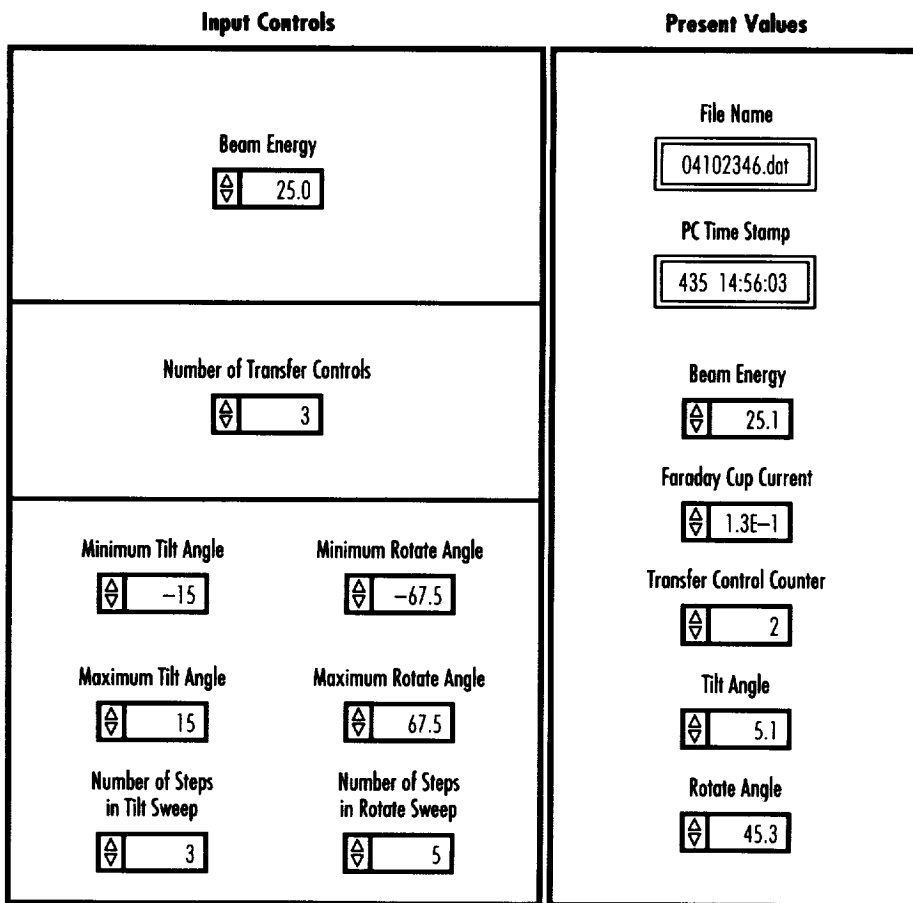 Input Controls
Beam Energy
25.0
Number of Transfer Controls
3
Minimum Tilt Angle
−15
Minimum Rotate Angle
−67.5
Maximum Tilt Angle
15
Maximum Rotate Angle
67.5
Number of Steps
in Tilt Sweep
3
Number of Steps
in Rotate Sweep
5
Present Values
File Name
04102346.dat
PC Time Stamp
435 14:56:03
Beam Energy
25.1
Faraday Cup Current
1.3E−1
Transfer Control Counter
2
Tilt Angle
5.1
Rotate Angle
45.3